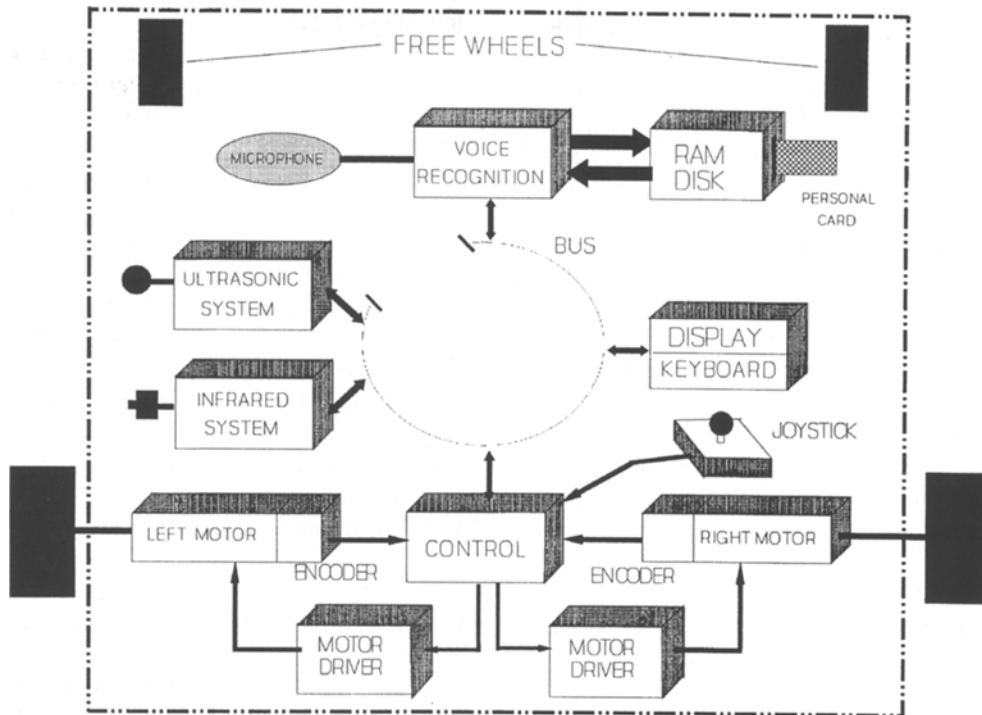 FREE WHEELS
MICROPHONE
VOICE
RECOGNITION
RAM
DISK
PERSONAL
CARD
BUS
ULTRASONIC
SYSTEM
DISPLAY
KEYBOARD
INFRARED
SYSTEM
JOYSTICK
LEFT MOTOR
CONTROL
RIGHT MOTOR
ENCODER
ENCODER
MOTOR
DRIVER
MOTOR
DRIVER